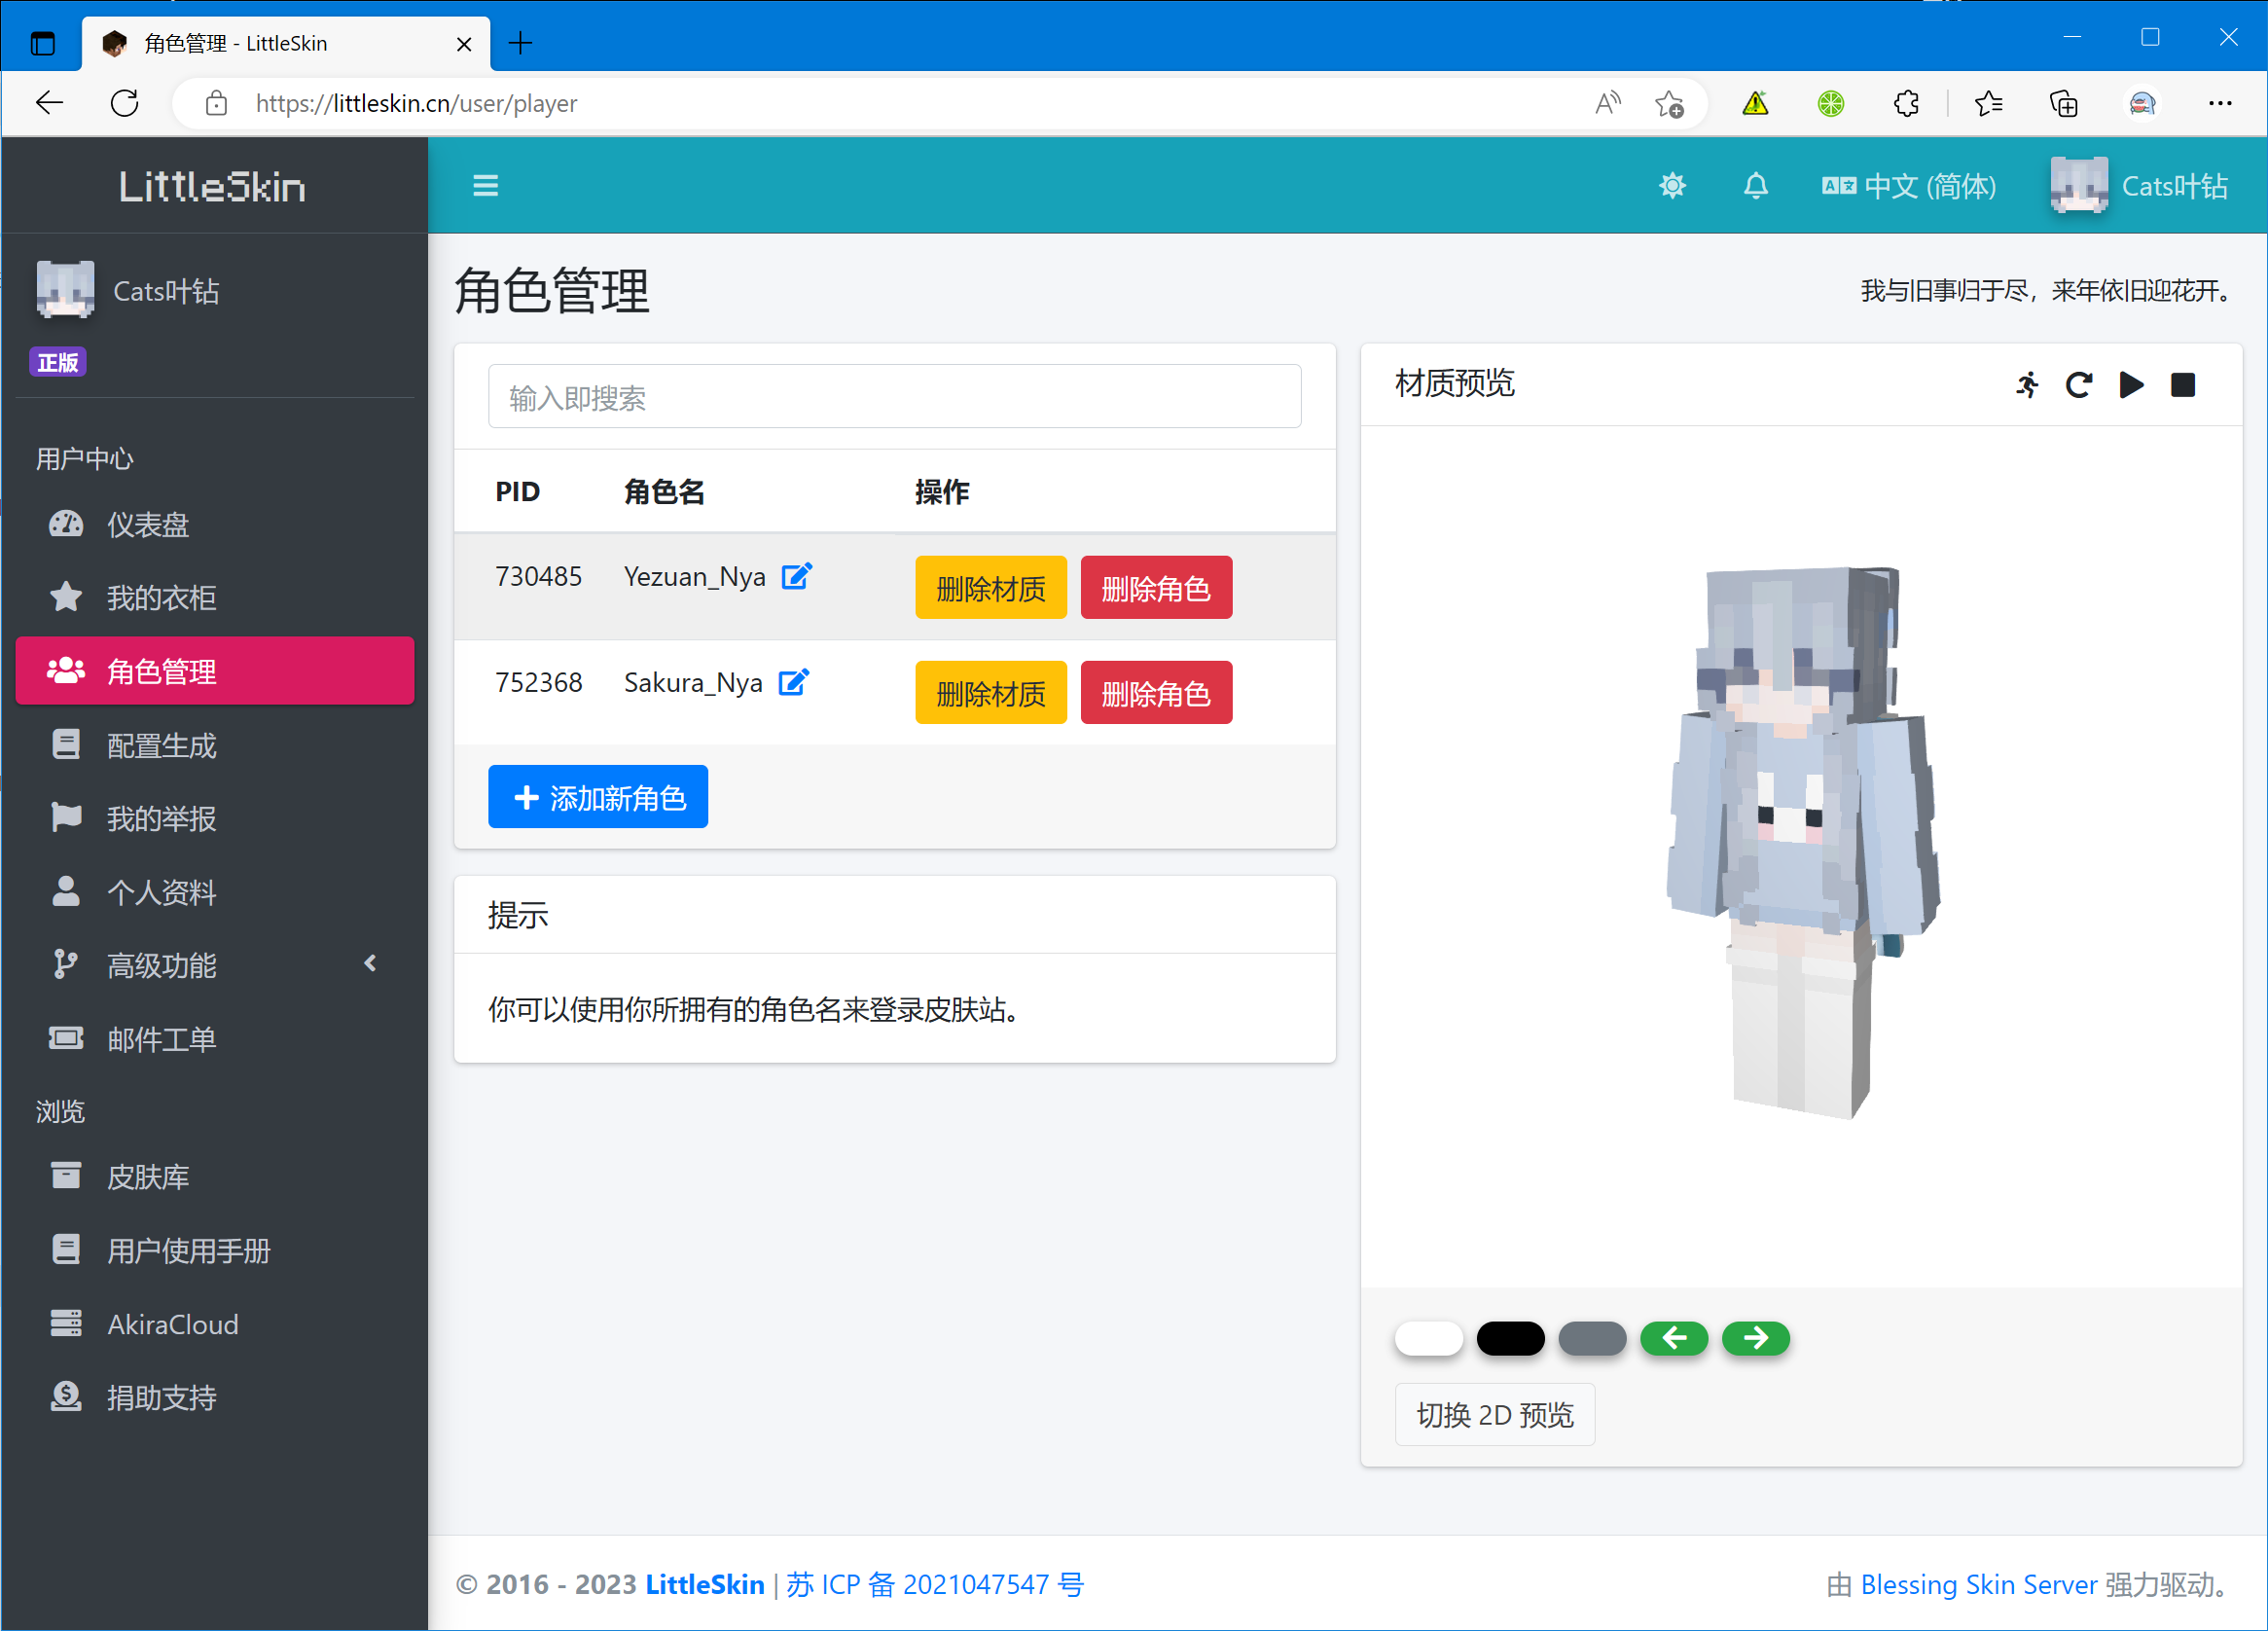 角色管理 - LittleSkin
https://littleskin.cn/user/player
LittleSkin
中文 (简体)
Cats叶钻
Cats叶钻
正版
用户中心
仪表盘
我的衣柜
角色管理
配置生成
我的举报
个人资料
高级功能
邮件工单
浏览
皮肤库
用户使用手册
AkiraCloud
捐助支持
角色管理
我与旧事归于尽，来年依旧迎花开。
输入即搜索
PID 角色名 操作
730485 Yezuan_Nya 删除材质 删除角色
752368 Sakura_Nya 删除材质 删除角色
添加新角色
提示
你可以使用你所拥有的角色名来登录皮肤站。
材质预览
切换 2D 预览
© 2016 - 2023 LittleSkin | 苏 ICP 备 2021047547 号
由 Blessing Skin Server 强力驱动。